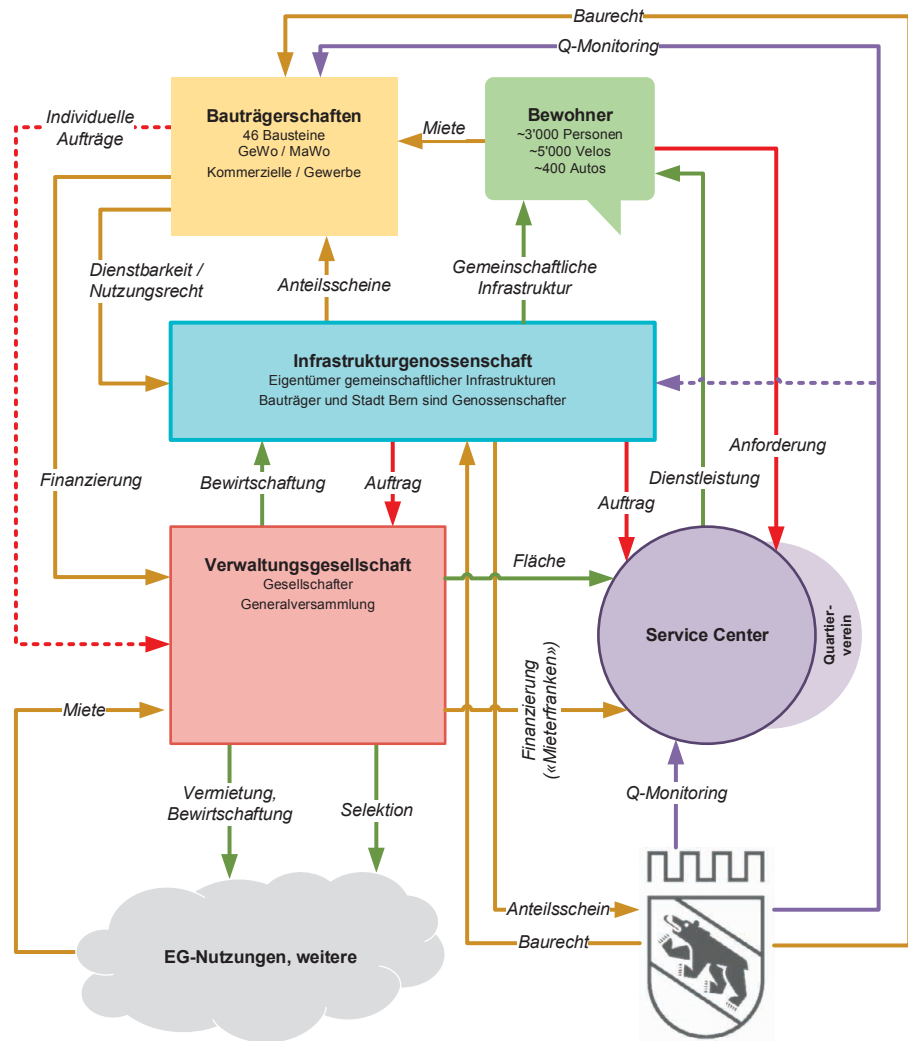 Baurecht
Q-Monitoring
Individuelle
Aufträge
Bauträgerschaften
46 Bausteine
GeWo / MaWo
Kommerzielle / Gewerbe
Miete
Bewohner
~3'000 Personen
~5'000 Velos
~400 Autos
Dienstbarkeit /
Nutzungsrecht
Anteilsscheine
Gemeinschaftliche
Infrastruktur
Infrastrukturgenossenschaft
Eigentümer gemeinschaftlicher Infrastrukturen
Bauträger und Stadt Bern sind Genossenschafter
Finanzierung
Bewirtschaftung
Auftrag
Auftrag
Dienstleistung
Anforderung
Verwaltungsgesellschaft
Gesellschafter
Generalversammlung
Fläche
Service Center
Quartier-
verein
Miete
Finanzierung
(«Mieterfranken»)
Vermietung,
Bewirtschaftung
Selektion
Q-Monitoring
Anteilsschein
Baurecht
EG-Nutzungen, weitere